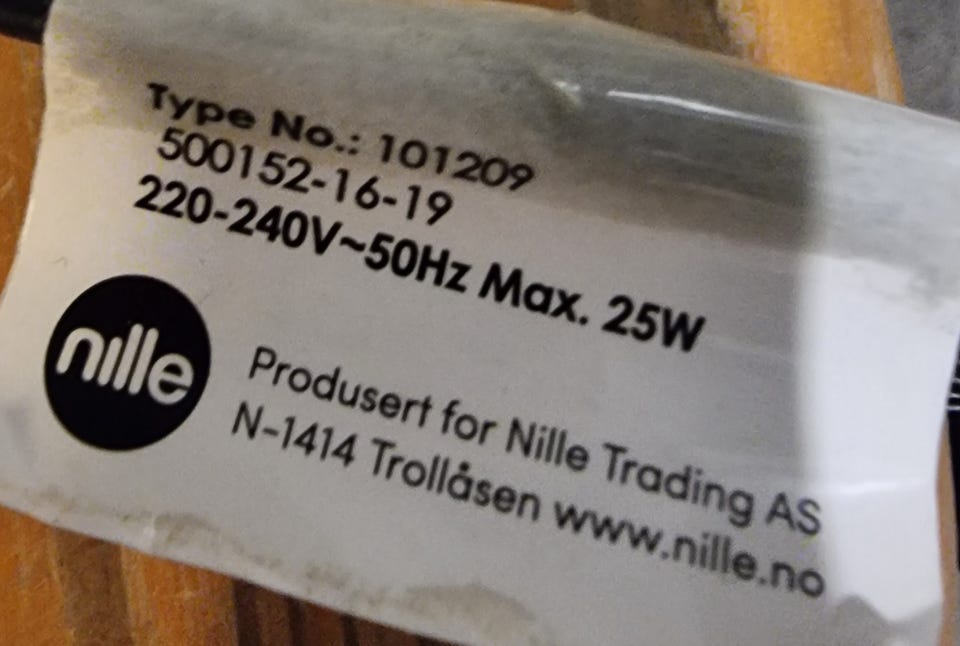 Type No.: 101209
500152-16-19
220-240V~50Hz Max. 25W
nille
Produsert for Nille Trading AS
N-1414 Trollåsen www.nille.no